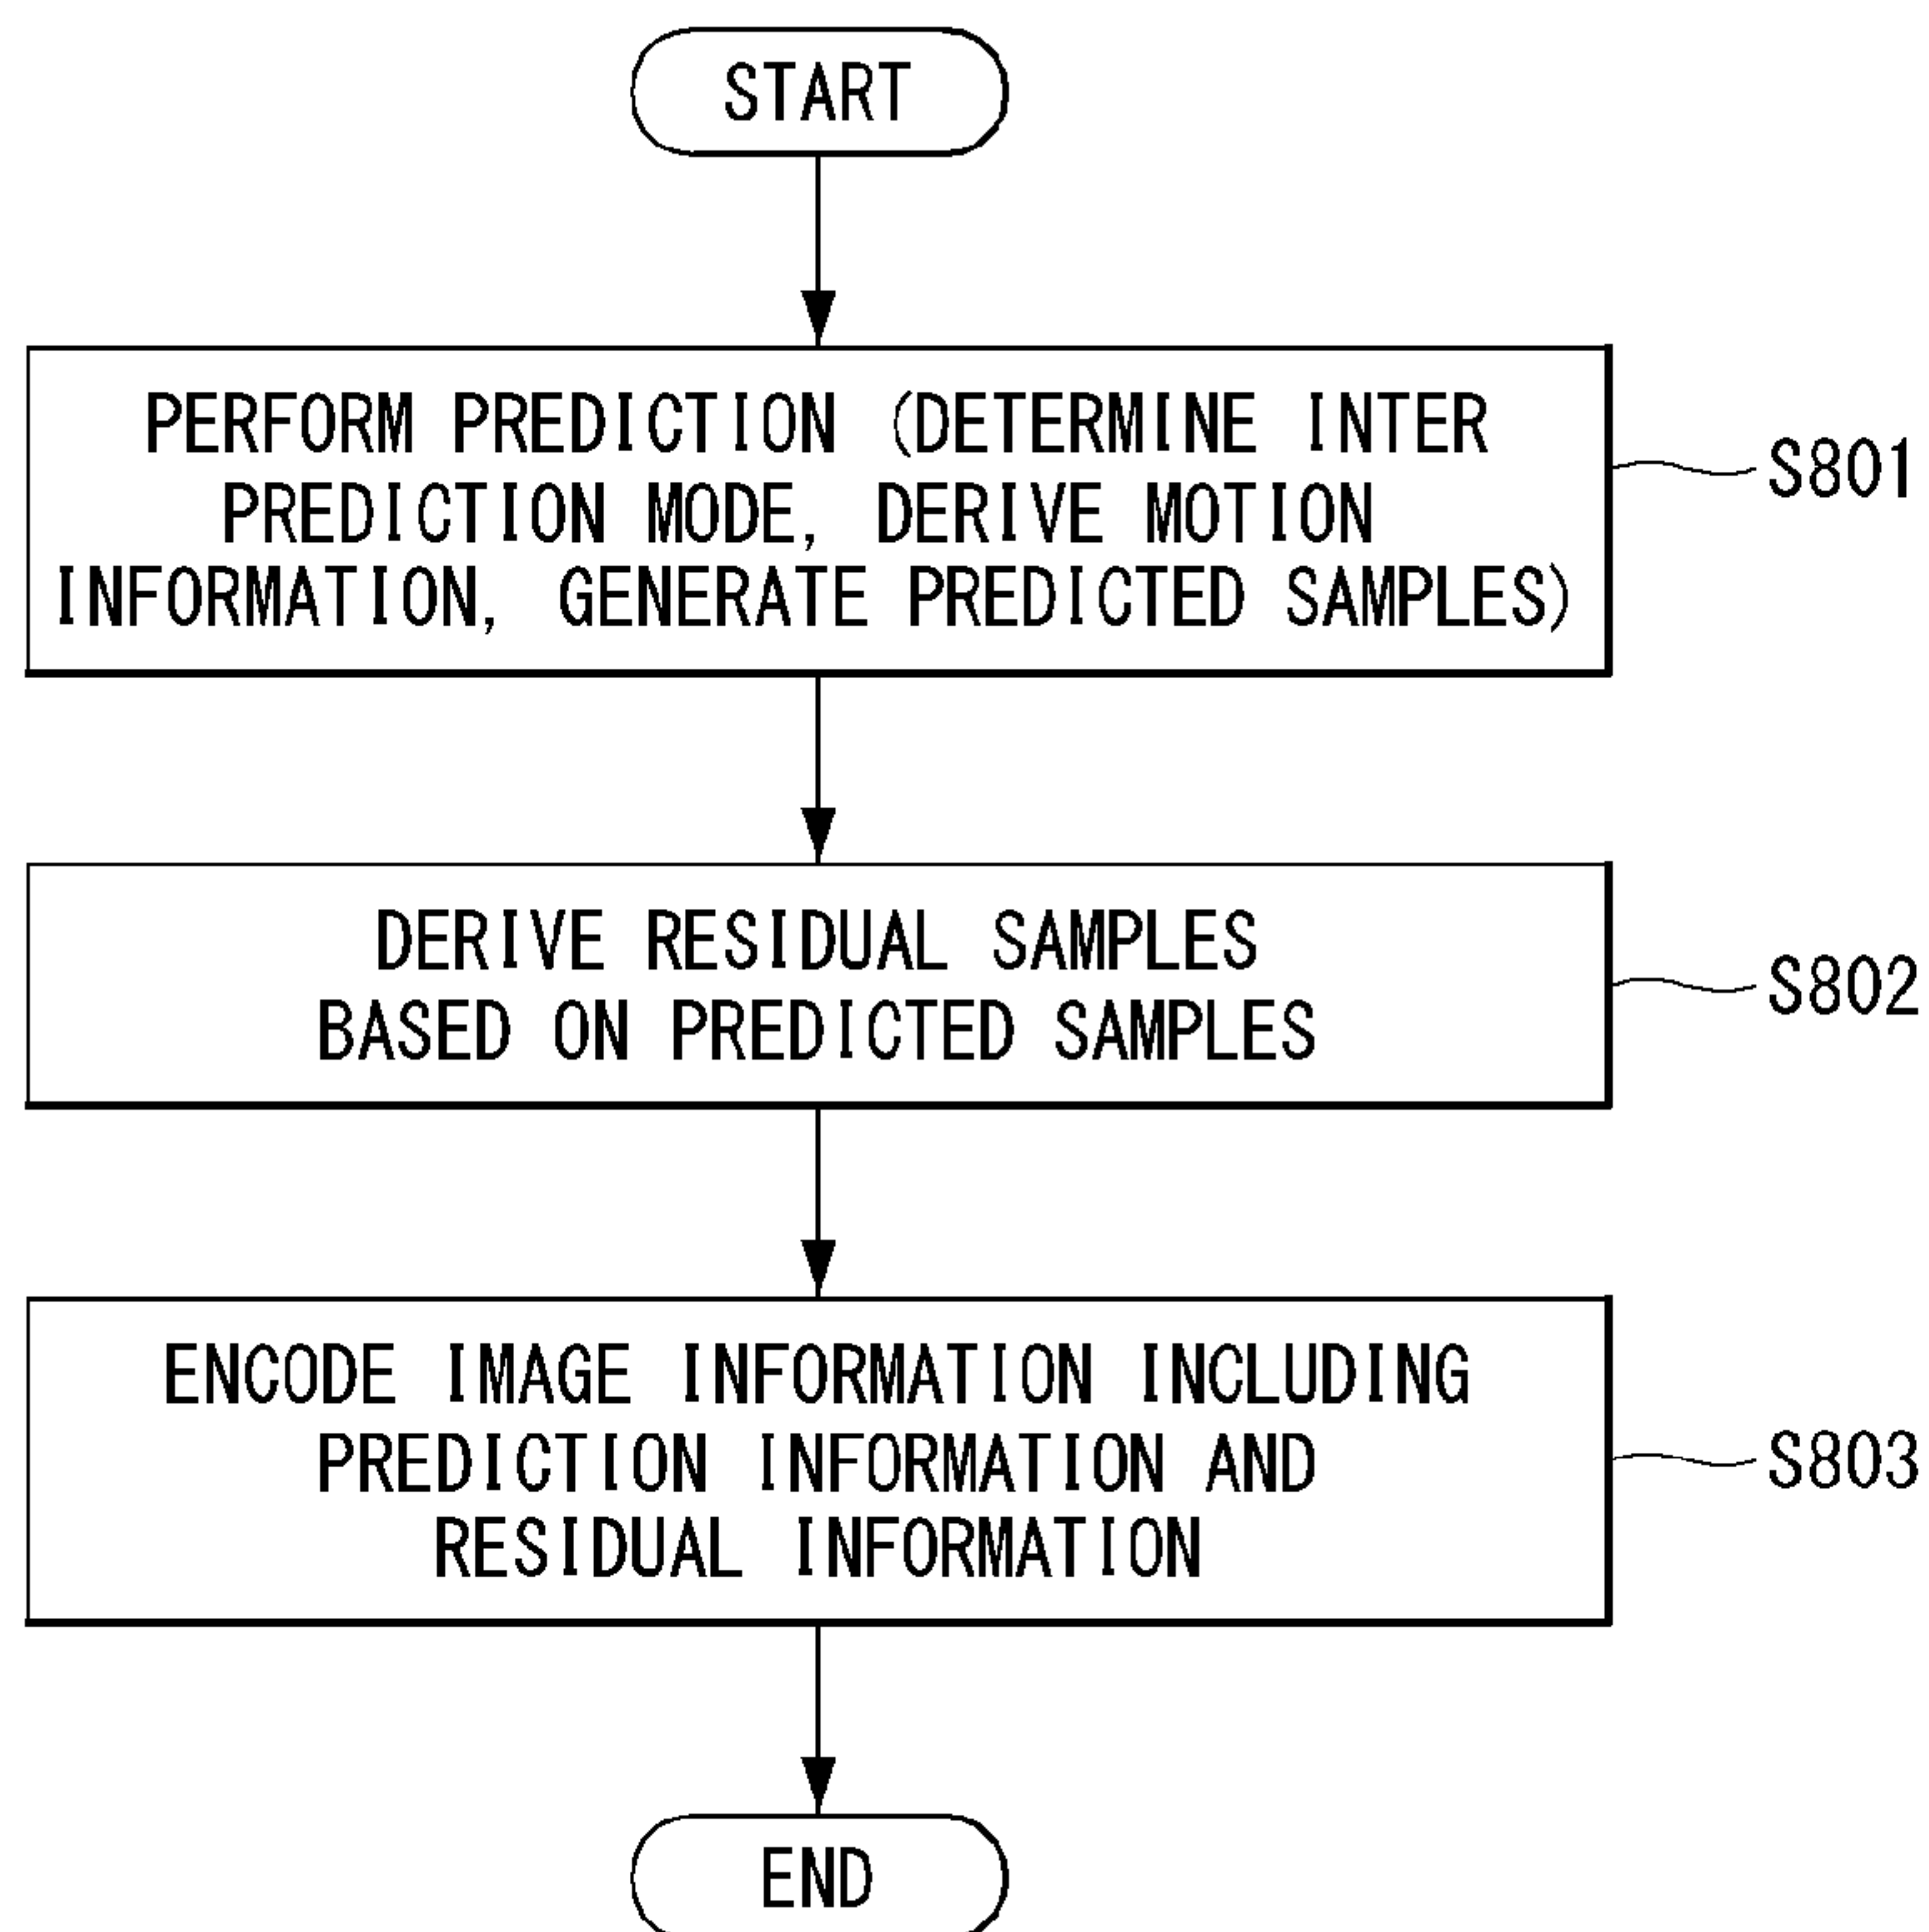 START
PERFORM PREDICTION (DETERMINE INTER
PREDICTION MODE, DERIVE MOTION
INFORMATION, GENERATE PREDICTED SAMPLES)
S801
DERIVE RESIDUAL SAMPLES
BASED ON PREDICTED SAMPLES
S802
ENCODE IMAGE INFORMATION INCLUDING
PREDICTION INFORMATION AND
RESIDUAL INFORMATION
S803
END